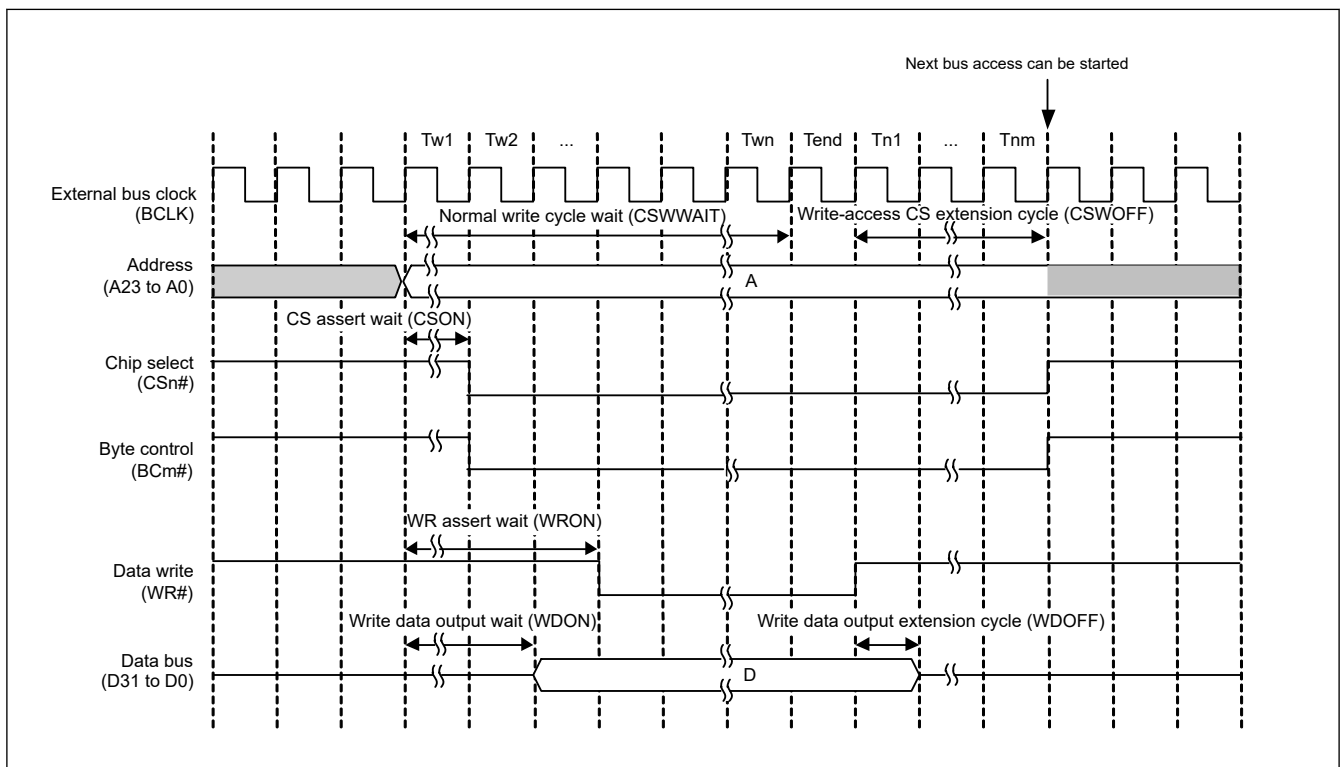 Next bus access can be started
Tw1 Tw2 ... Twn Tend Tn1 ... Tnm
External bus clock
(BCLK)
Normal write cycle wait (CSWWAIT) Write-access CS extension cycle (CSWOFF)
Address
(A23 to A0)
A
CS assert wait (CSON)
Chip select
(CSn#)
Byte control
(BCm#)
WR assert wait (WRON)
Data write
(WR#)
Write data output wait (WDON) Write data output extension cycle (WDOFF)
Data bus
(D31 to D0)
D